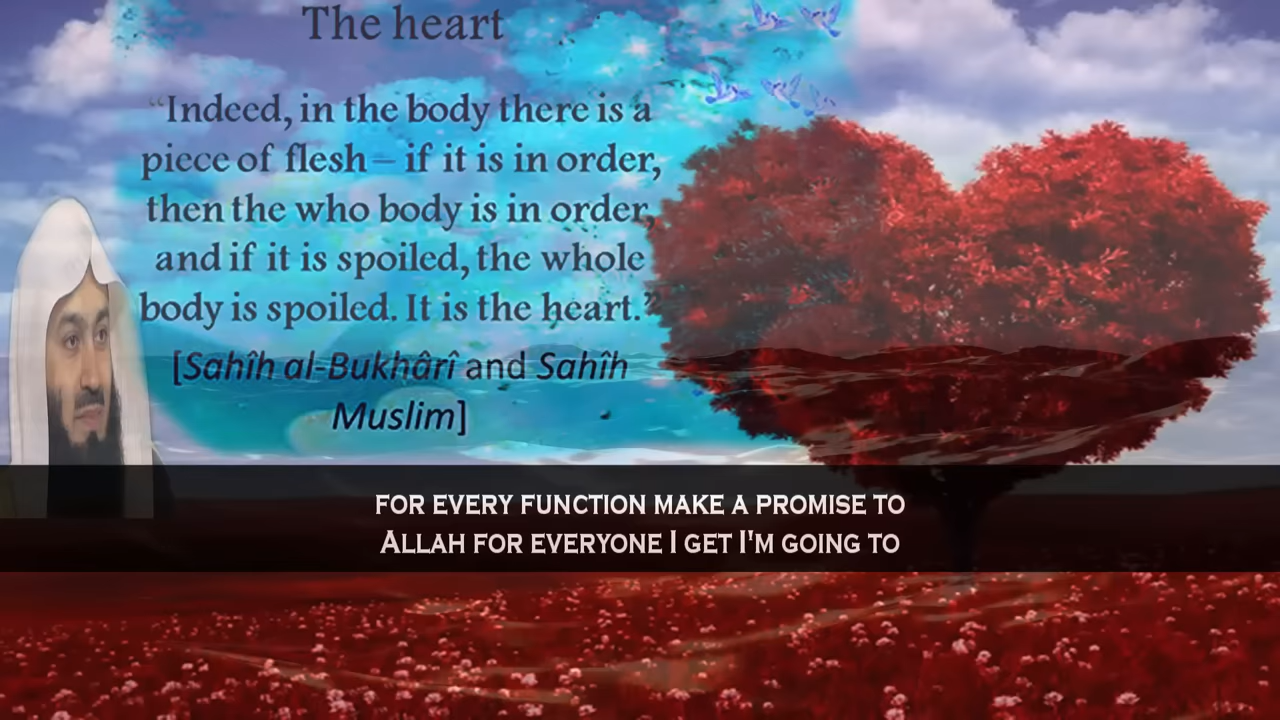 The heart
“Indeed, in the body there is a
piece of flesh – if it is in order,
then the who body is in order,
and if it is spoiled, the whole
body is spoiled. It is the heart.”
[Sahîh al-Bukhârî and Sahîh
Muslim]
FOR EVERY FUNCTION MAKE A PROMISE TO
ALLAH FOR EVERYONE I GET I'M GOING TO